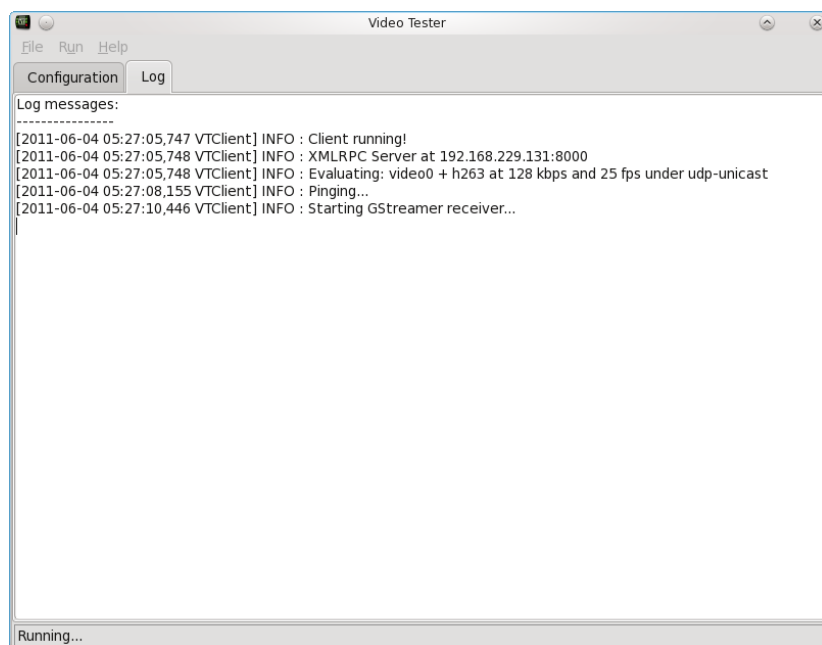 Video Tester
File Run Help
Configuration Log
Log messages:
----------------
[2011-06-04 05:27:05,747 VTClient] INFO : Client running!
[2011-06-04 05:27:05,748 VTClient] INFO : XMLRPC Server at 192.168.229.131:8000
[2011-06-04 05:27:05,748 VTClient] INFO : Evaluating: video0 + h263 at 128 kbps and 25 fps under udp-unicast
[2011-06-04 05:27:08,155 VTClient] INFO : Pinging...
[2011-06-04 05:27:10,446 VTClient] INFO : Starting GStreamer receiver...
Running...